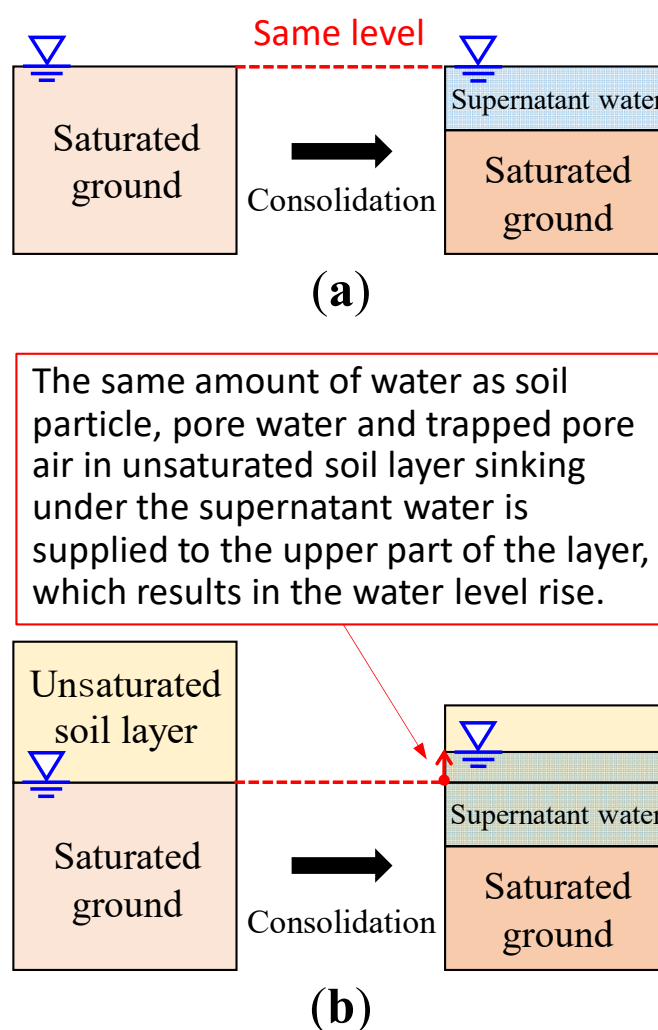 Same level
Saturated
ground
Consolidation
Supernatant water
Saturated
ground
(a)
The same amount of water as soil
particle, pore water and trapped pore
air in unsaturated soil layer sinking
under the supernatant water is
supplied to the upper part of the layer,
which results in the water level rise.
Unsaturated
soil layer
Saturated
ground
Consolidation
Supernatant water
Saturated
ground
(b)